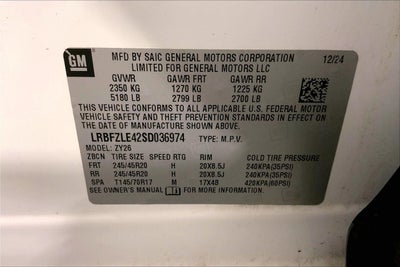 GM
MFD BY SAIC GENERAL MOTORS CORPORATION 12/24
LIMITED FOR GENERAL MOTORS LLC
GVWR GAWR FRT GAWR RR
2350 KG 1270 KG 1225 KG
5180 LB 2799 LB 2700 LB
THIS VEHICLE CONFORMS TO ALL APPLICABLE U.S. FEDERAL MOTOR
VEHICLE SAFETY AND THEFT PREVENTION STANDARDS IN
EFFECT ON THE DATE OF MANUFACTURE SHOWN ABOVE.
LRBFZLE42SD036974 TYPE: M.P.V.
MODEL: ZY26
ZBCN TIRE SIZE SPEED RTG RIM COLD TIRE PRESSURE
FRT 245/45R20 H 20X8.5J 240KPA(35PSI)
RR 245/45R20 H 20X8.5J 240KPA(35PSI)
SPA T145/70R17 M 17X4B 420KPA(60PSI)
SEE OWNER'S MANUAL FOR MORE INFORMATION.